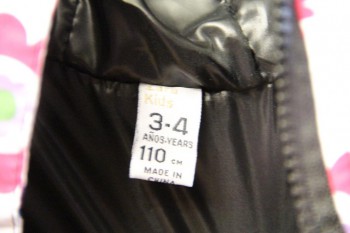 Kids
3-4
AÑOS-YEARS
110 CM
MADE IN
CHINA